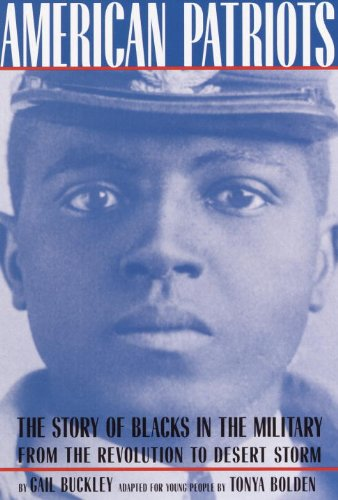 AMERICAN PATRIOTS
THE STORY OF BLACKS IN THE MILITARY
FROM THE REVOLUTION TO DESERT STORM
BY GAIL BUCKLEY ADAPTED FOR YOUNG PEOPLE BY TONYA BOLDEN